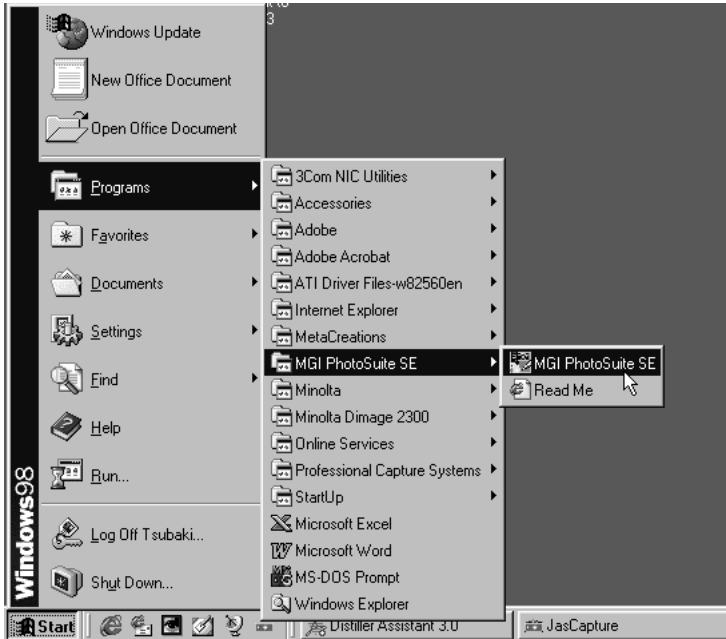 Windows Update
New Office Document
Open Office Document
Programs
Favorites
Documents
Settings
Find
Help
Run...
Log Off Tsubaki...
Shut Down...
Windows98
3Com NIC Utilities
Accessories
Adobe
Adobe Acrobat
ATI Driver Files-w82560en
Internet Explorer
MetaCreations
MGI PhotoSuite SE
Minolta
Minolta Dimage 2300
Online Services
Professional Capture Systems
StartUp
Microsoft Excel
Microsoft Word
MS-DOS Prompt
Windows Explorer
MGI PhotoSuite SE
Read Me
3
Start
Distiller Assistant 3.0
JasCapture